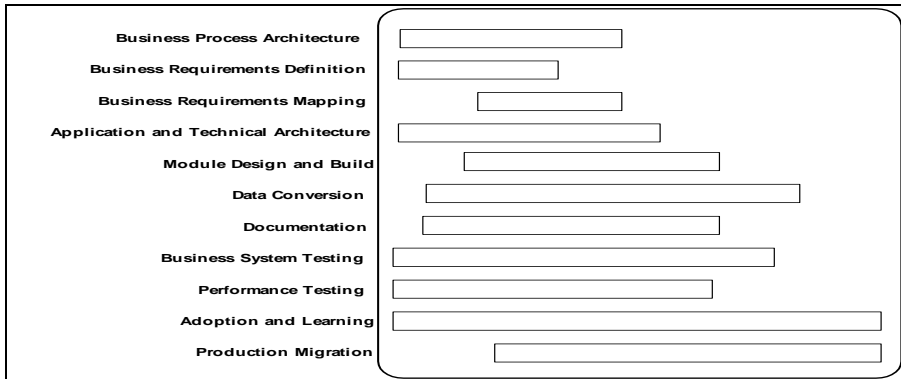 Business Process Architecture
Business Requirements Definition
Business Requirements Mapping
Application and Technical Architecture
Module Design and Build
Data Conversion
Documentation
Business System Testing
Performance Testing
Adoption and Learning
Production Migration